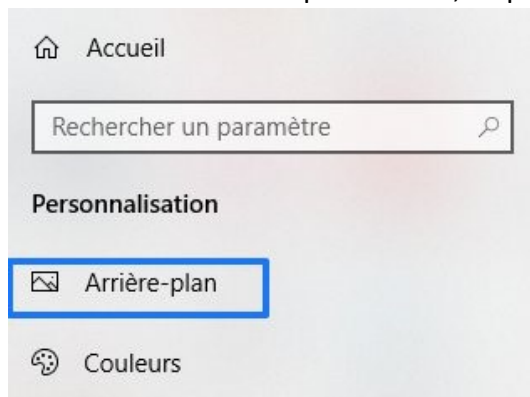 Accueil
Rechercher un paramètre
Personnalisation
Arrière-plan
Couleurs